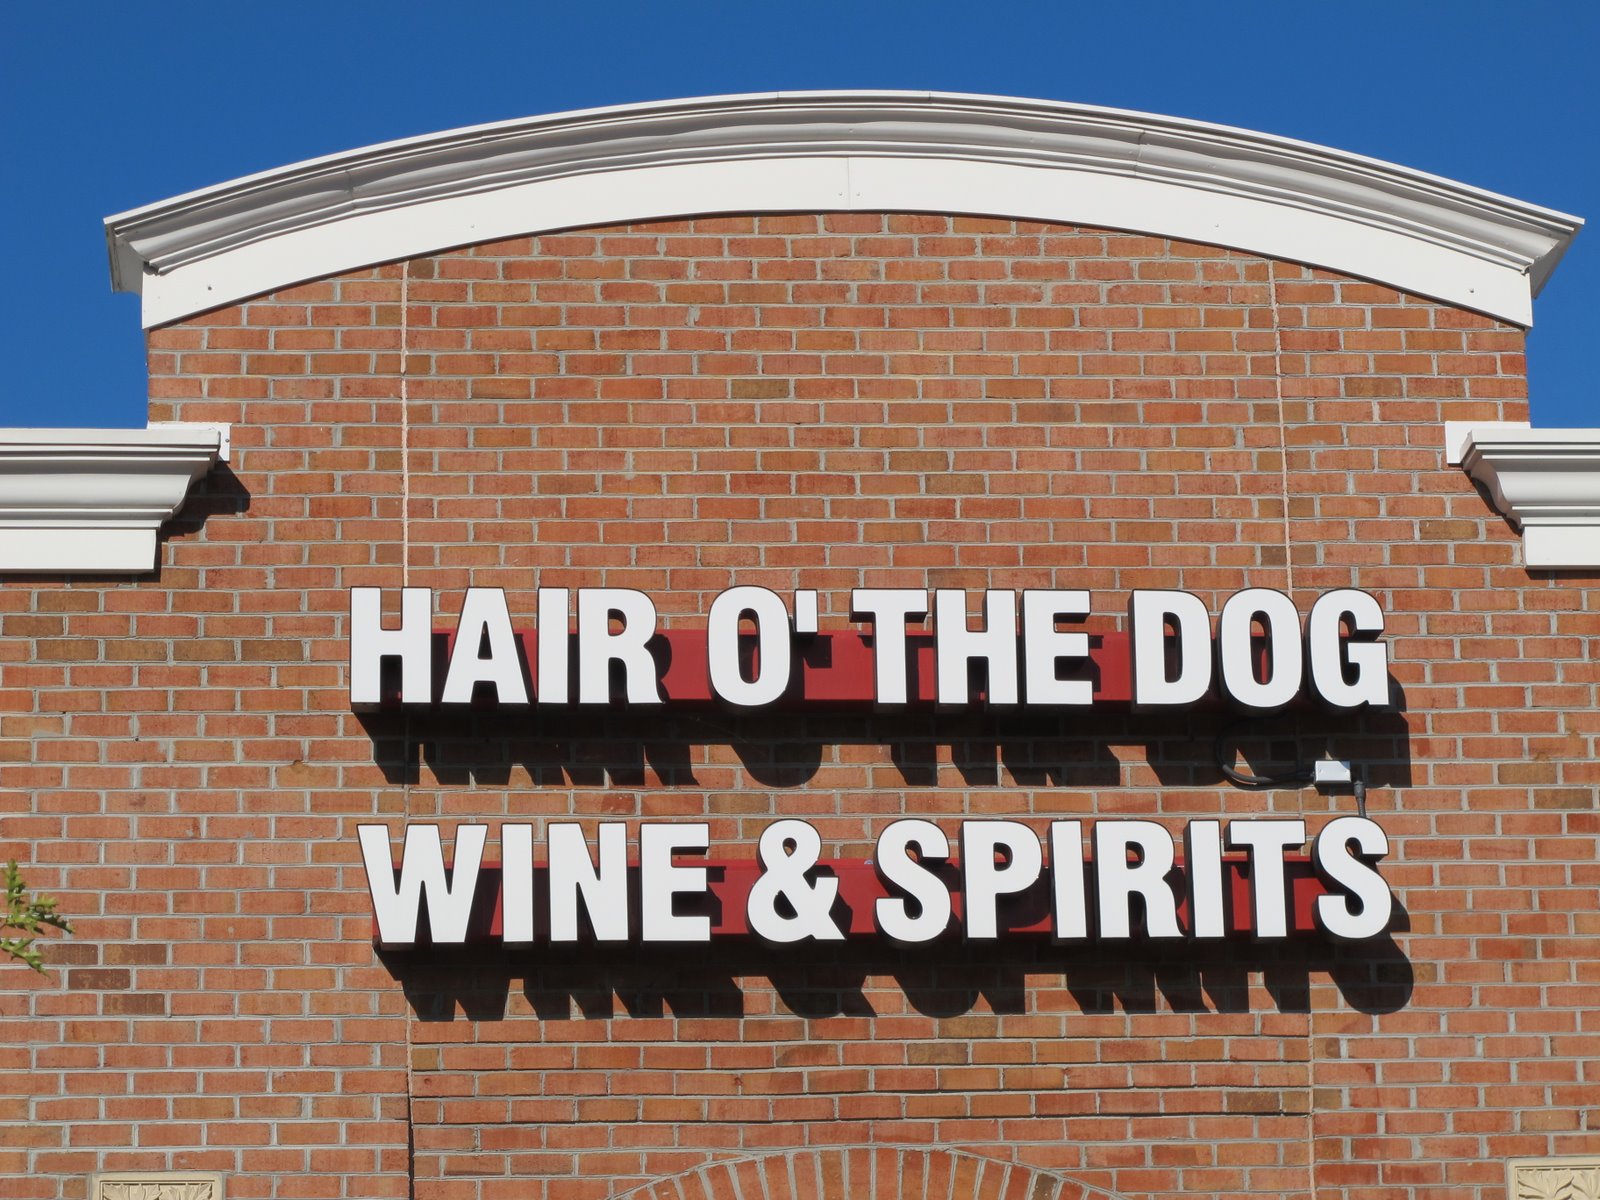 HAIR O' THE DOG
WINE & SPIRITS